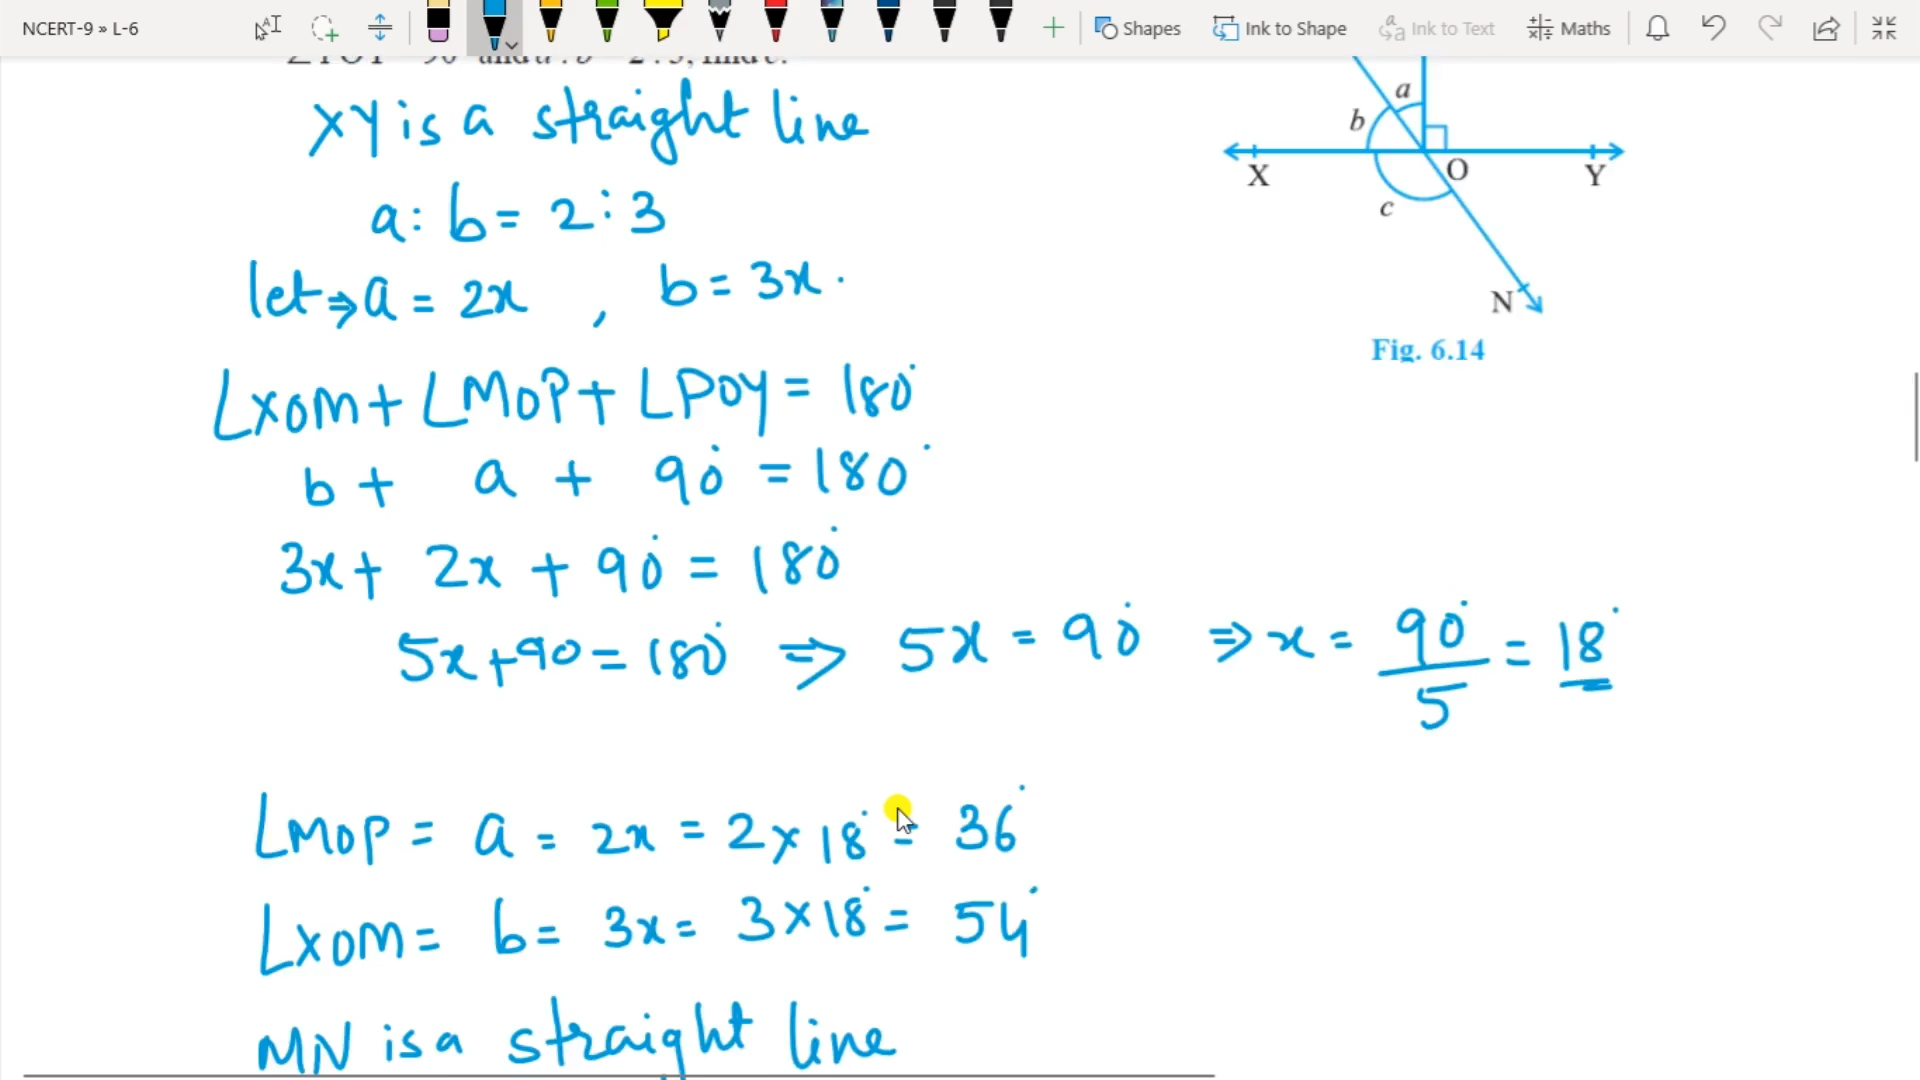 NCERT-9 » L-6
Shapes
Ink to Shape
Ink to Text
Maths
XY is a straight line
a : b = 2 : 3
let ⇒ a = 2x , b = 3x .
∠XOM + ∠MOP + ∠POY = 180°
b + a + 90° = 180°
3x + 2x + 90° = 180°
5x + 90 = 180° ⇒ 5x = 90° ⇒ x = 90°/5 = 18°
∠MOP = a = 2x = 2 × 18° = 36°
∠XOM = b = 3x = 3 × 18° = 54°
MN is a straight line
a
b
X
O
Y
c
N
Fig. 6.14